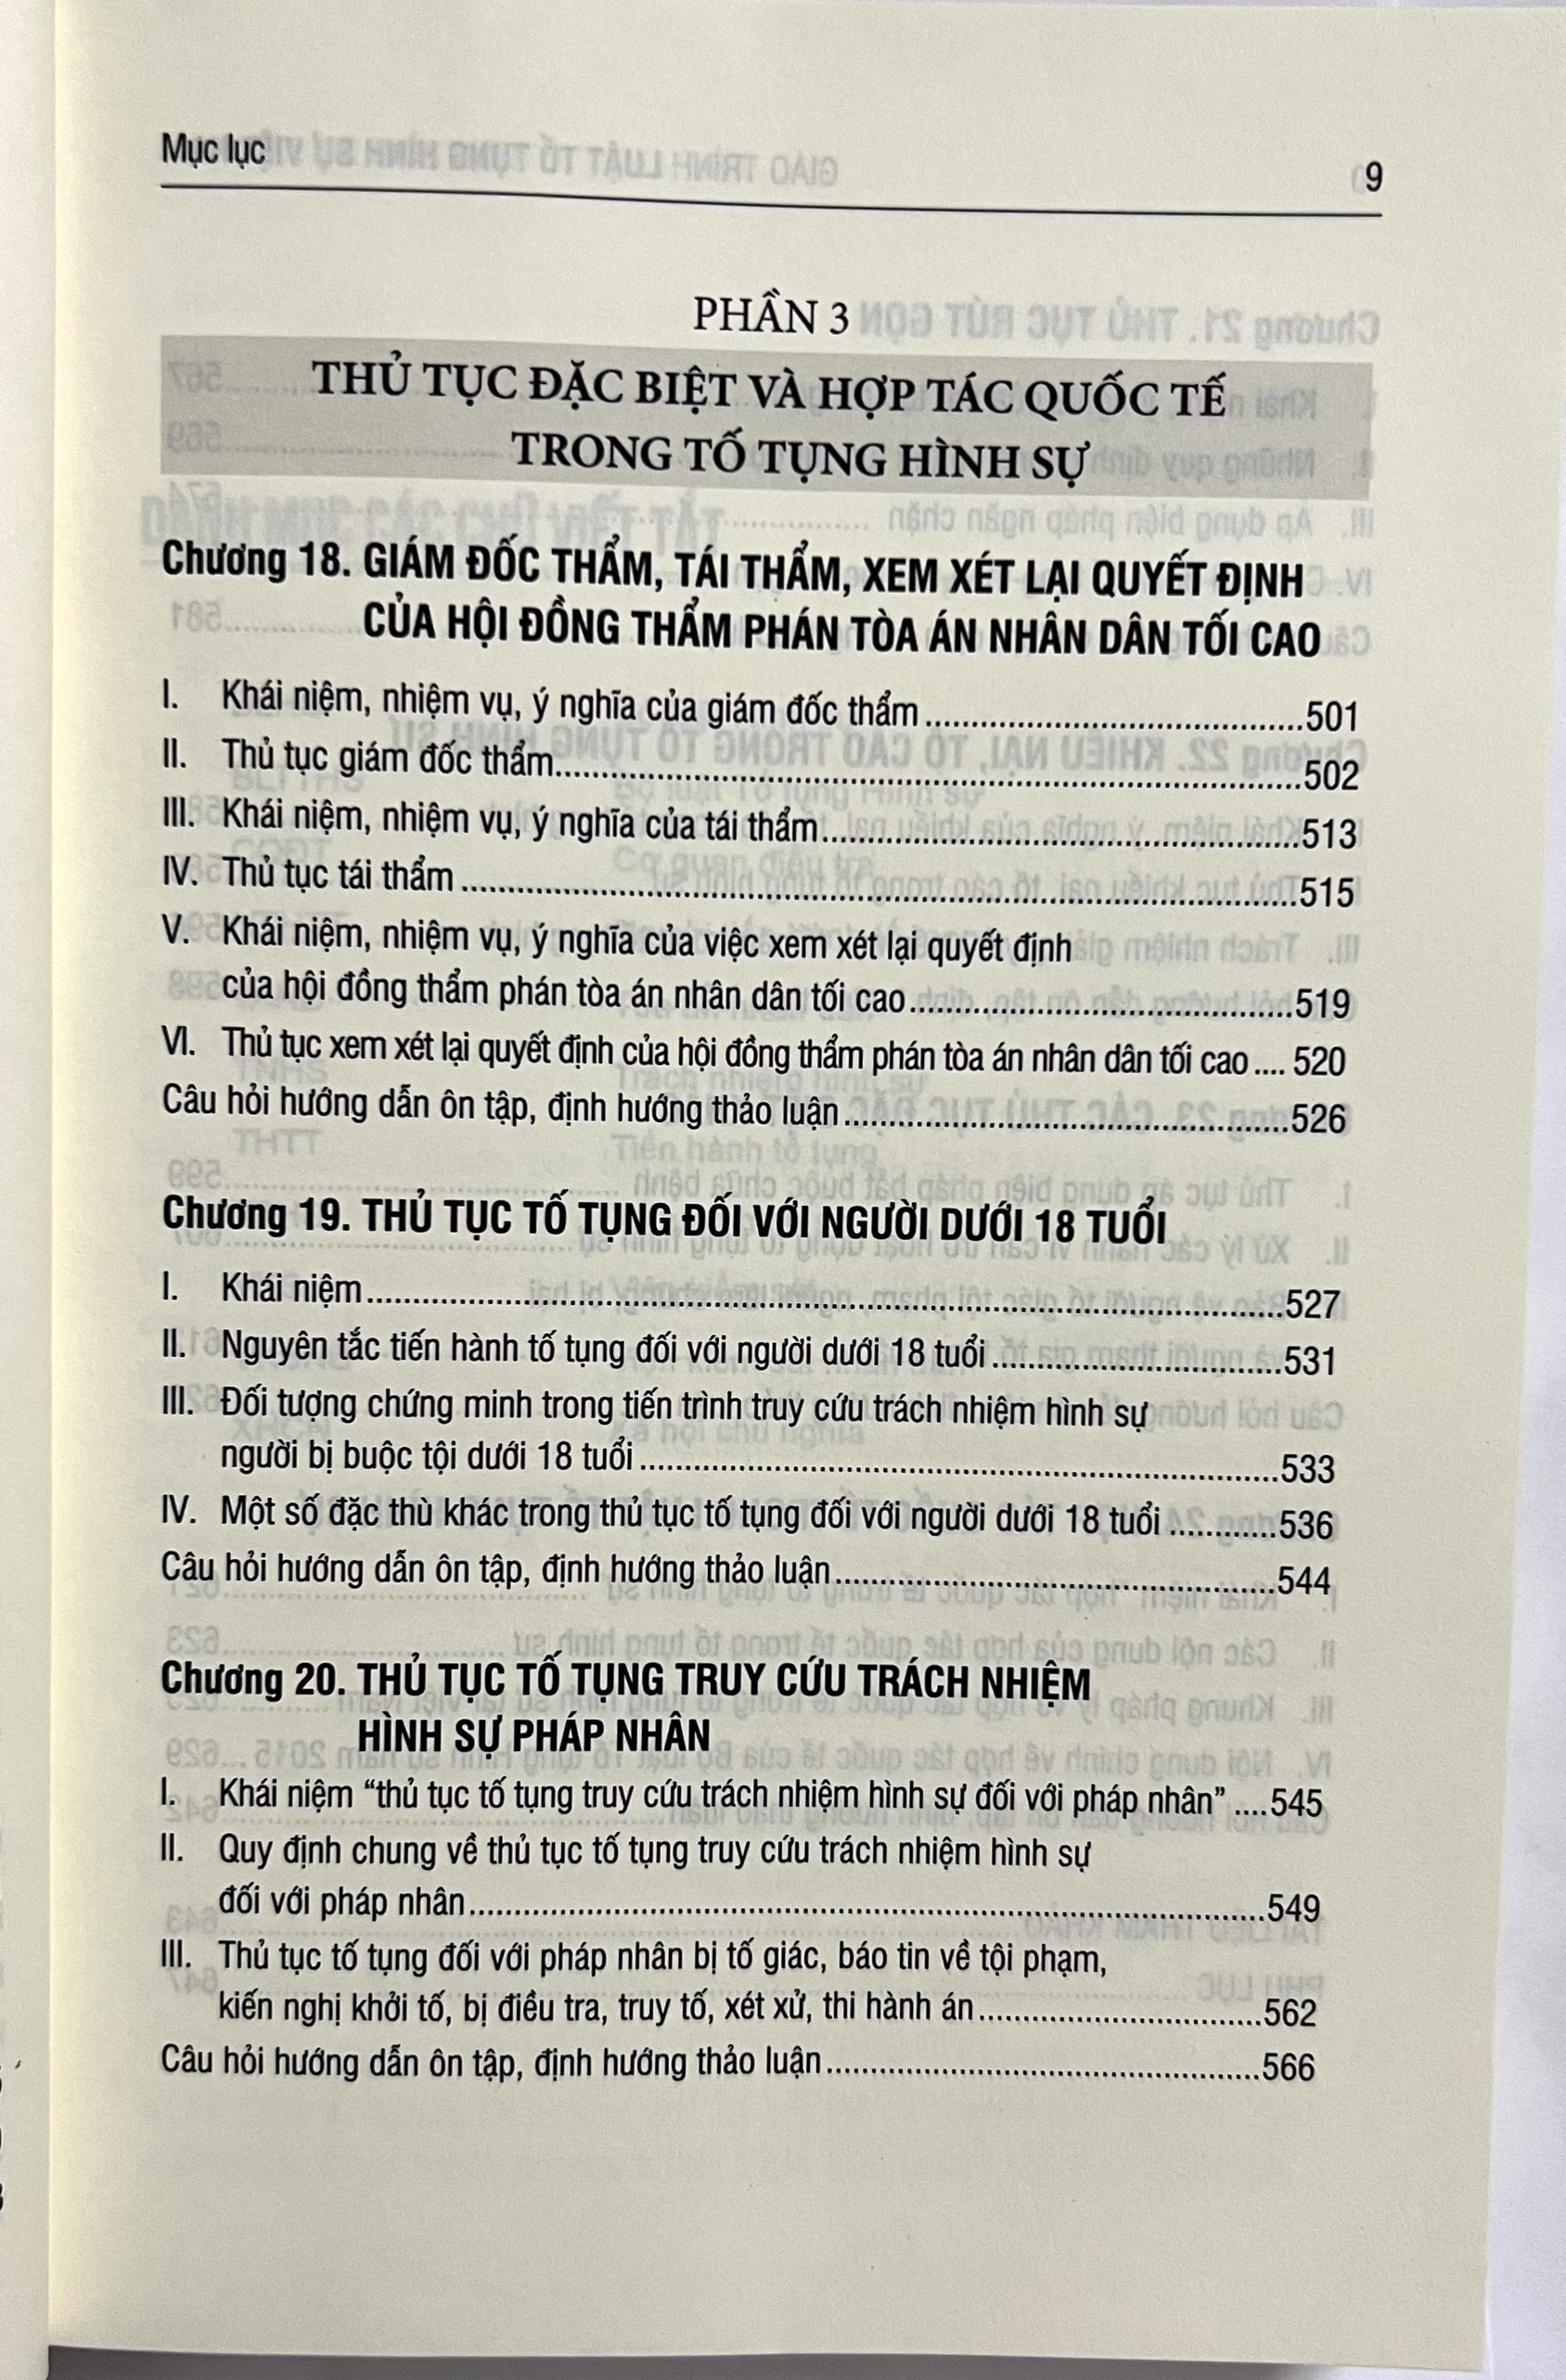 Mục lục
9
PHẦN 3
THỦ TỤC ĐẶC BIỆT VÀ HỢP TÁC QUỐC TẾ
TRONG TỐ TỤNG HÌNH SỰ
Chương 18. GIÁM ĐỐC THẨM, TÁI THẨM, XEM XÉT LẠI QUYẾT ĐỊNH
CỦA HỘI ĐỒNG THẨM PHÁN TÒA ÁN NHÂN DÂN TỐI CAO
I. Khái niệm, nhiệm vụ, ý nghĩa của giám đốc thẩm........................................501
II. Thủ tục giám đốc thẩm................................................................................502
III. Khái niệm, nhiệm vụ, ý nghĩa của tái thẩm...................................................513
IV. Thủ tục tái thẩm ..........................................................................................515
V. Khái niệm, nhiệm vụ, ý nghĩa của việc xem xét lại quyết định
của hội đồng thẩm phán tòa án nhân dân tối cao.........................................519
VI. Thủ tục xem xét lại quyết định của hội đồng thẩm phán tòa án nhân dân tối cao .... 520
Câu hỏi hướng dẫn ôn tập, định hướng thảo luận...............................................526
Chương 19. THỦ TỤC TỐ TỤNG ĐỐI VỚI NGƯỜI DƯỚI 18 TUỔI
I. Khái niệm....................................................................................................527
II. Nguyên tắc tiến hành tố tụng đối với người dưới 18 tuổi ..............................531
III. Đối tượng chứng minh trong tiến trình truy cứu trách nhiệm hình sự
người bị buộc tội dưới 18 tuổi .....................................................................533
IV. Một số đặc thù khác trong thủ tục tố tụng đối với người dưới 18 tuổi ............536
Câu hỏi hướng dẫn ôn tập, định hướng thảo luận...............................................544
Chương 20. THỦ TỤC TỐ TỤNG TRUY CỨU TRÁCH NHIỆM
HÌNH SỰ PHÁP NHÂN
I. Khái niệm “thủ tục tố tụng truy cứu trách nhiệm hình sự đối với pháp nhân” ....545
II. Quy định chung về thủ tục tố tụng truy cứu trách nhiệm hình sự
đối với pháp nhân.......................................................................................549
III. Thủ tục tố tụng đối với pháp nhân bị tố giác, báo tin về tội phạm,
kiến nghị khởi tố, bị điều tra, truy tố, xét xử, thi hành án...............................562
Câu hỏi hướng dẫn ôn tập, định hướng thảo luận...............................................566